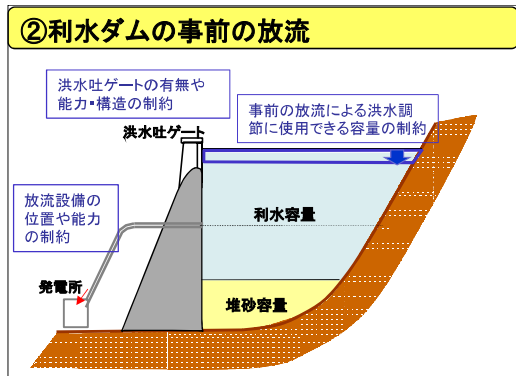 ②利水ダムの事前の放流
洪水吐ゲートの有無や
能力・構造の制約
事前の放流による洪水調
節に使用できる容量の制約
洪水吐ゲート
放流設備の
位置や能力
の制約
利水容量
発電所
堆砂容量